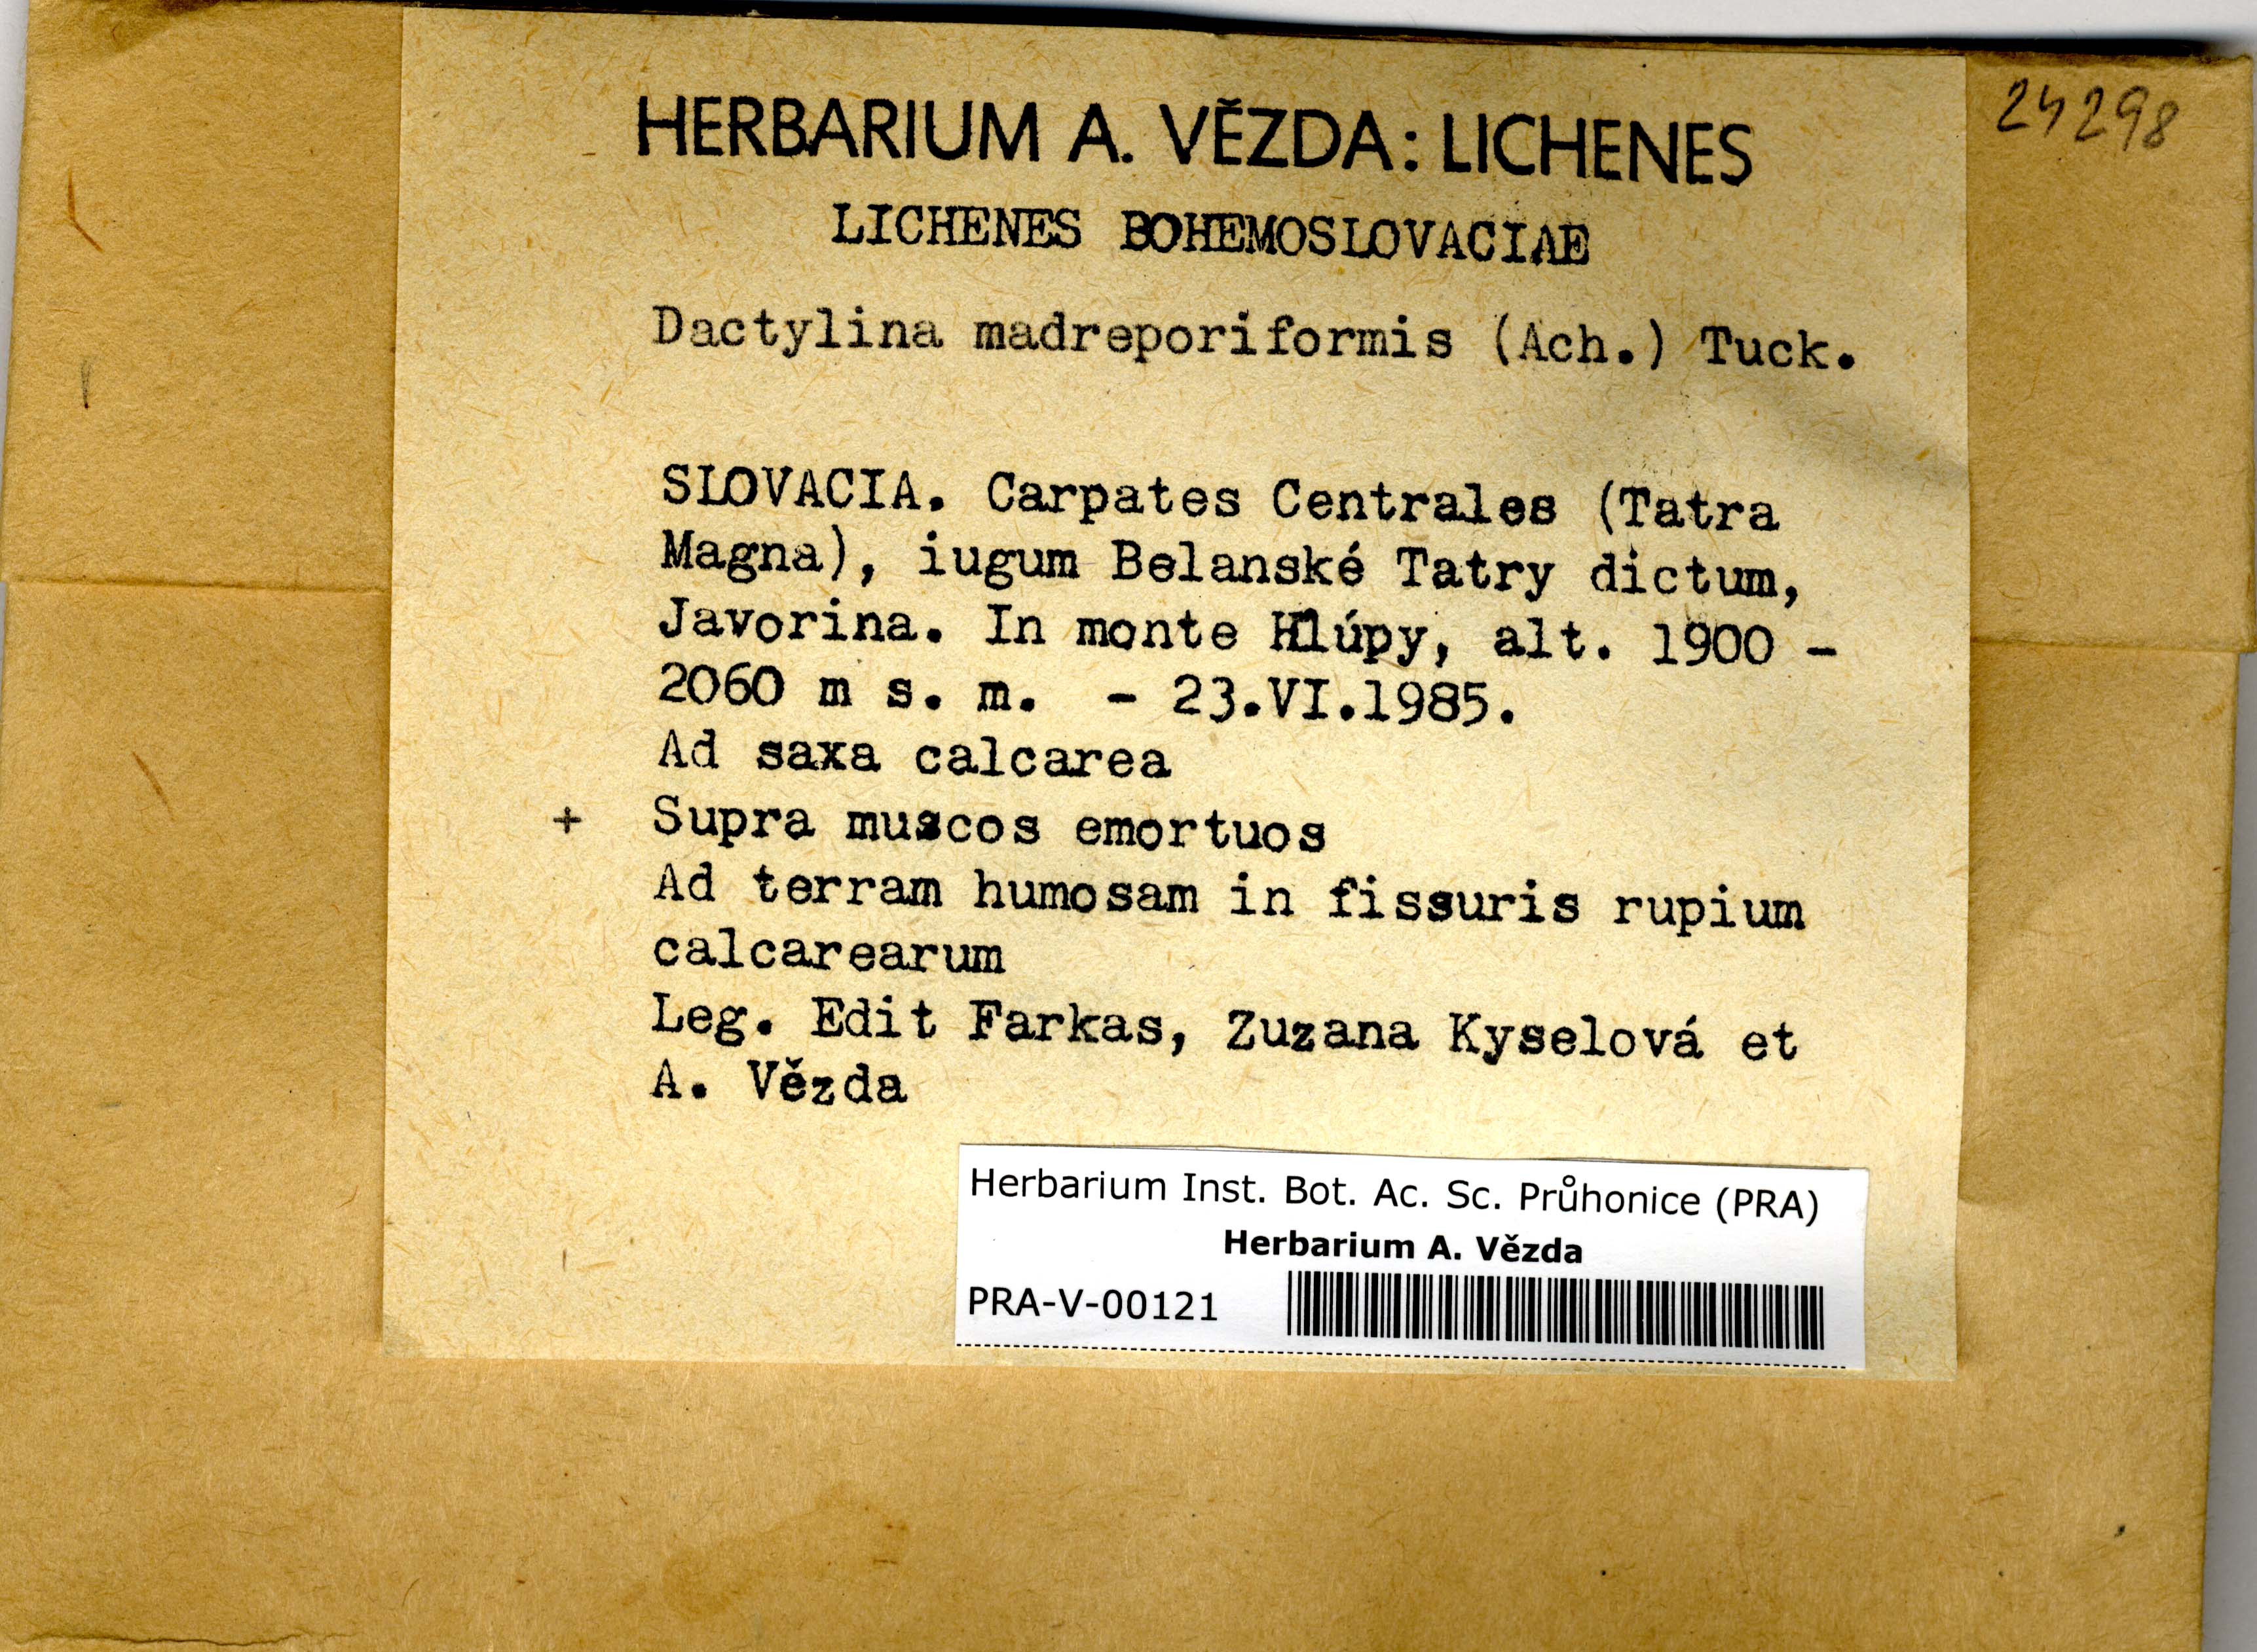 24298
HERBARIUM A. VĚZDA: LICHENES
LICHENES BOHEMOSLOVACIAE
Dactylina madreporiformis (Ach.) Tuck.
SLOVACIA. Carpates Centrales (Tatra
Magna), iugum Belanské Tatry dictum,
Javorina. In monte Hlúpy, alt. 1900 -
2060 m s. m. - 23.VI.1985.
Ad saxa calcarea
+ Supra muscos emortuos
Ad terram humosam in fissuris rupium
calcarearum
Leg. Edit Farkas, Zuzana Kyselová et
A. Vězda
Herbarium Inst. Bot. Ac. Sc. Průhonice (PRA)
Herbarium A. Vězda
PRA-V-00121